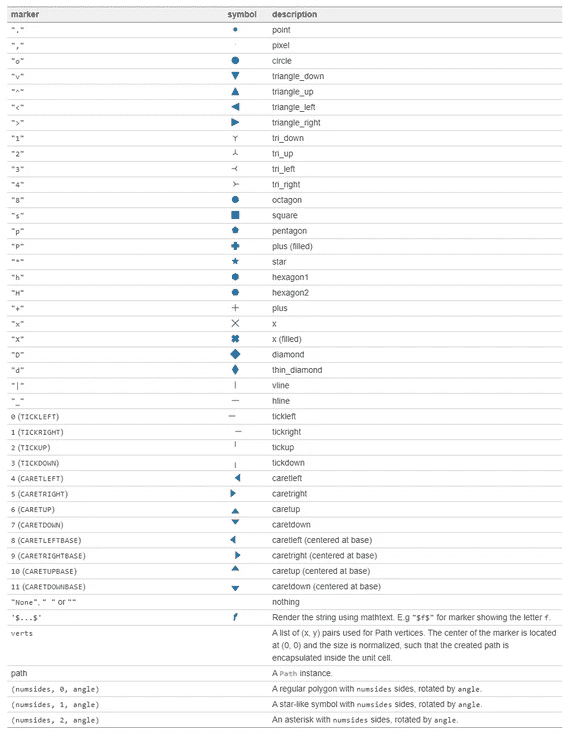 marker symbol description
"." point
"," pixel
"o" circle
"v" triangle_down
"^" triangle_up
"<" triangle_left
">" triangle_right
"1" tri_down
"2" tri_up
"3" tri_left
"4" tri_right
"8" octagon
"s" square
"p" pentagon
"P" plus (filled)
"*" star
"h" hexagon1
"H" hexagon2
"+" plus
"x" x
"X" x (filled)
"D" diamond
"d" thin_diamond
"|" vline
"_" hline
0 (TICKLEFT) tickleft
1 (TICKRIGHT) tickright
2 (TICKUP) tickup
3 (TICKDOWN) tickdown
4 (CARETLEFT) caretleft
5 (CARETRIGHT) caretright
6 (CARETUP) caretup
7 (CARETDOWN) caretdown
8 (CARETLEFTBASE) caretleft (centered at base)
9 (CARETRIGHTBASE) caretright (centered at base)
10 (CARETUPBASE) caretup (centered at base)
11 (CARETDOWNBASE) caretdown (centered at base)
"None", " " or "" nothing
'$...$' f Render the string using mathtext. E.g "$f$" for marker showing the letter f.
verts A list of (x, y) pairs used for Path vertices. The center of the marker is located
at (0, 0) and the size is normalized, such that the created path is
encapsulated inside the unit cell.
path A Path instance.
(numsides, 0, angle) A regular polygon with numsides sides, rotated by angle.
(numsides, 1, angle) A star-like symbol with numsides sides, rotated by angle.
(numsides, 2, angle) An asterisk with numsides sides, rotated by angle.